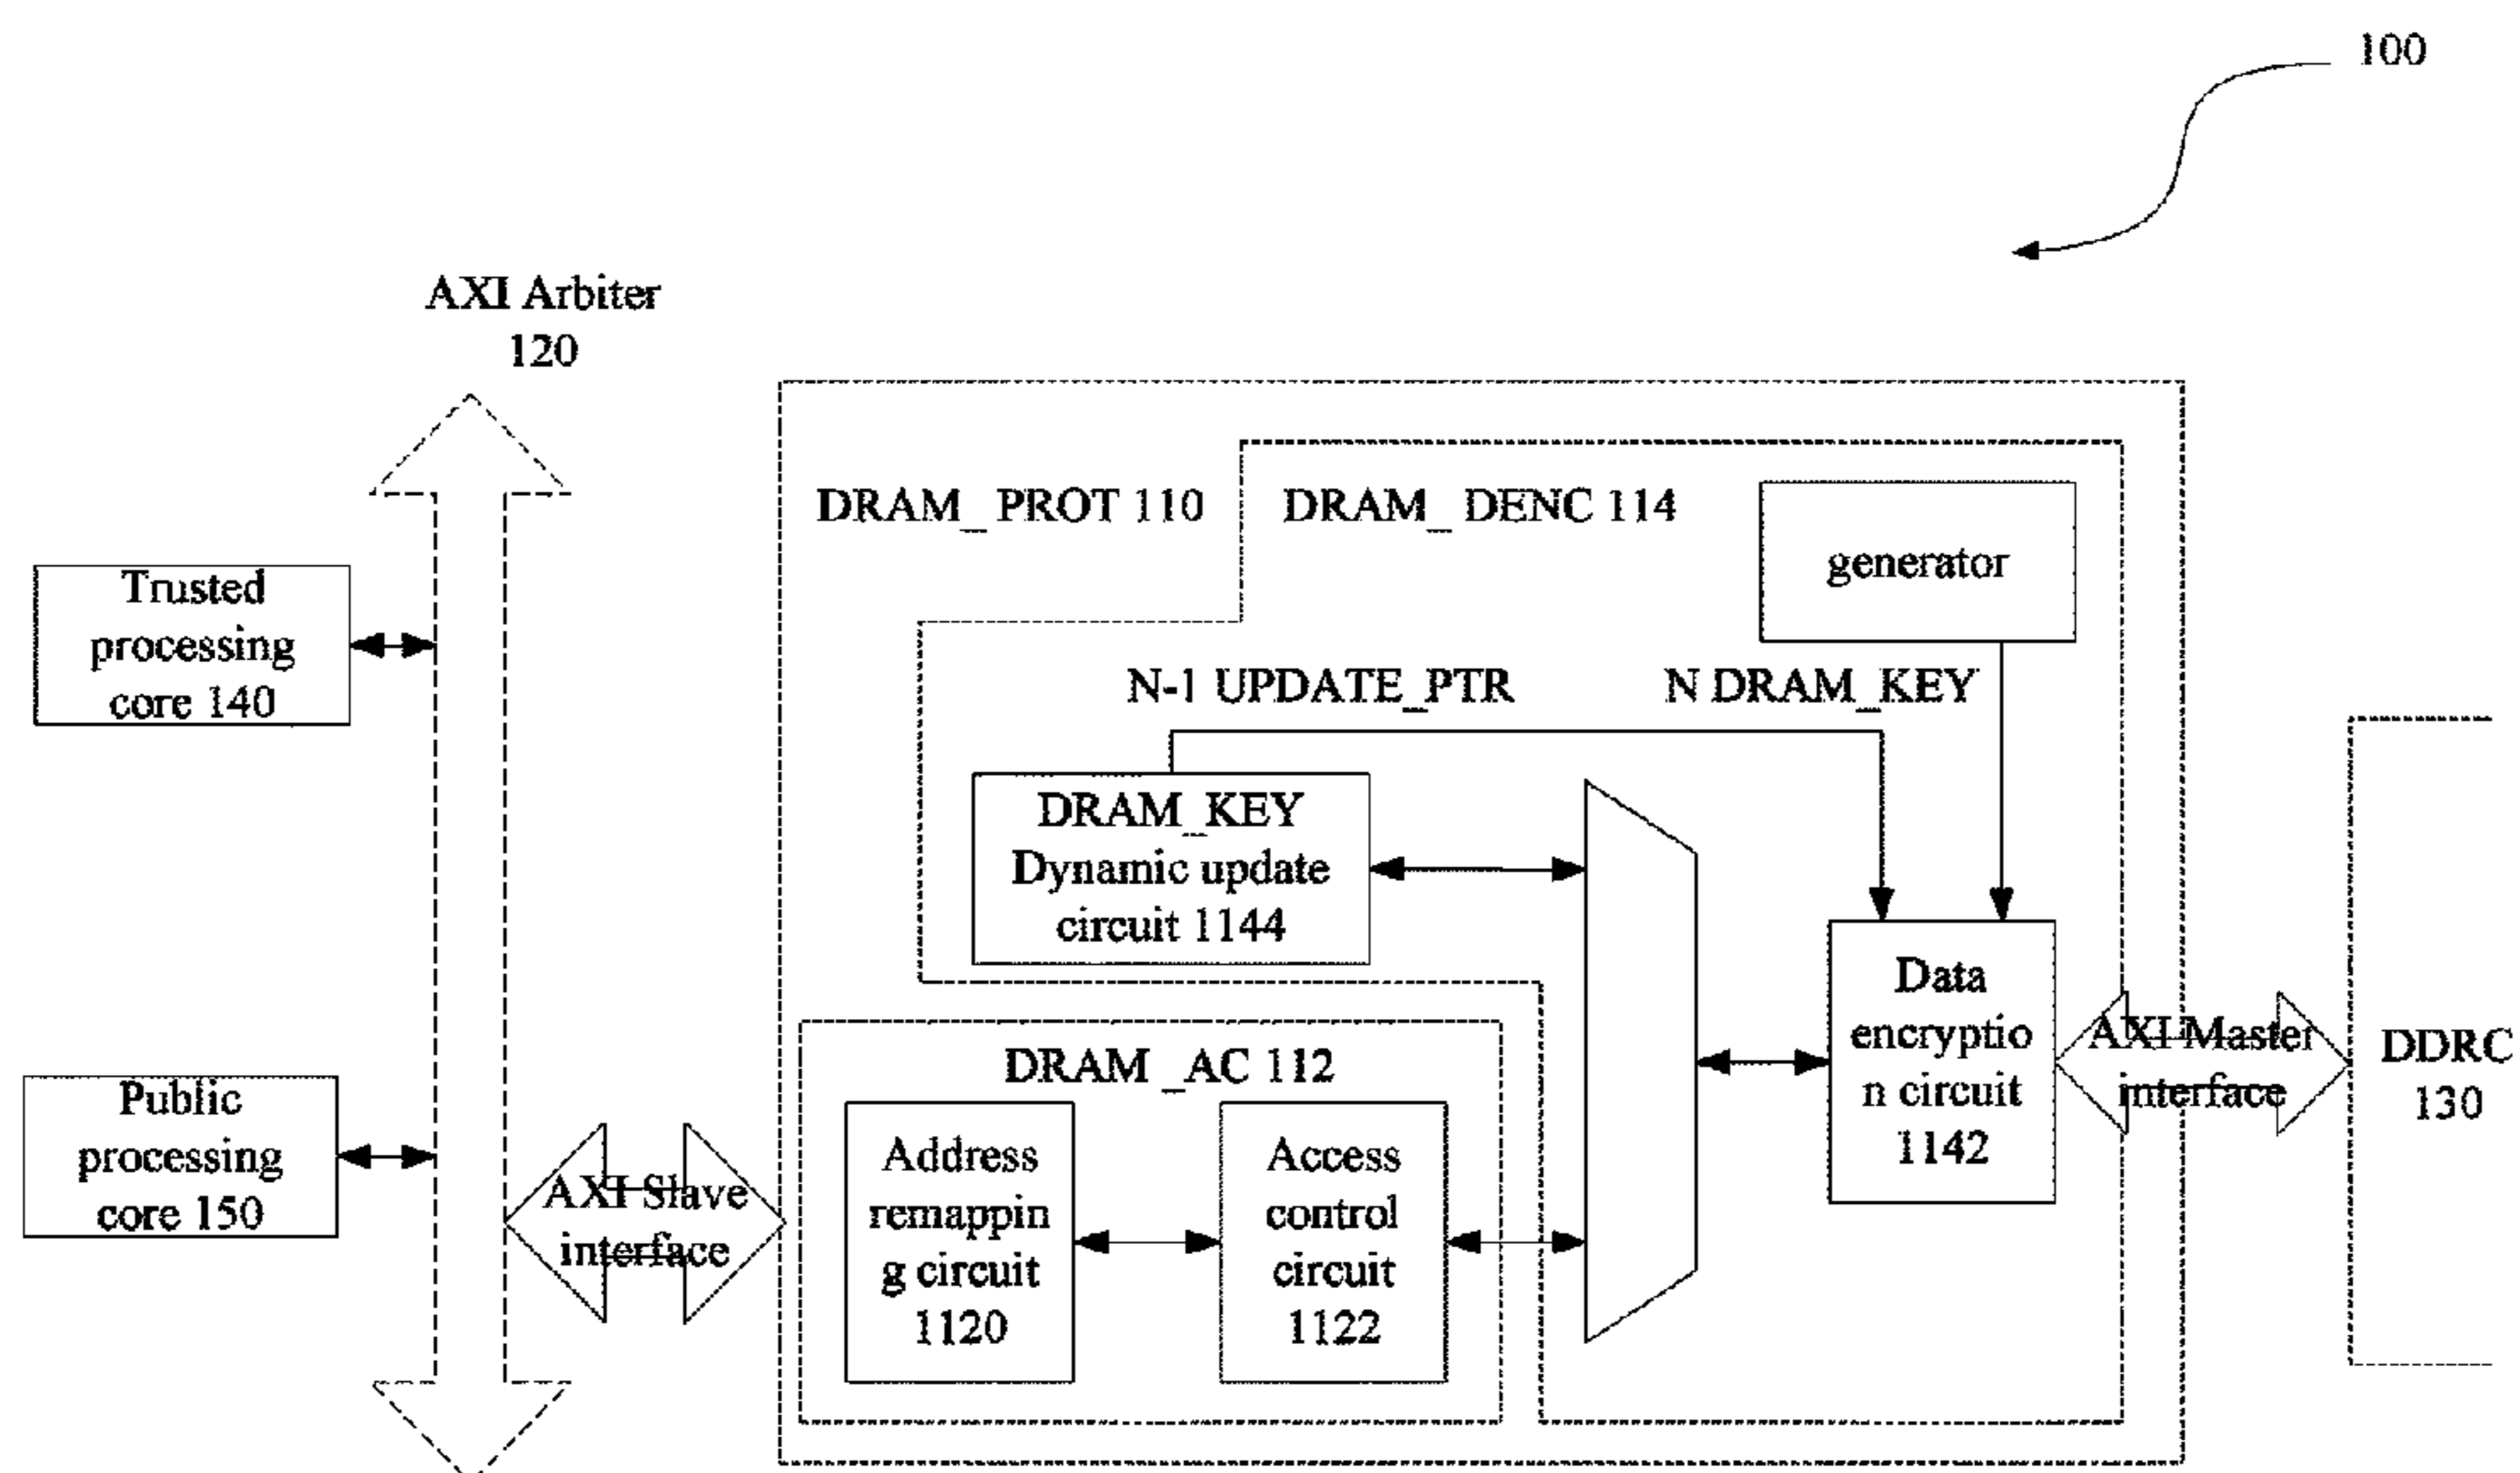 100
AXI Arbiter
120
DRAM_ PROT 110
DRAM_ DENC 114
generator
Trusted
processing
core 140
N-1 UPDATE_PTR
N DRAM_KEY
DRAM_KEY
Dynamic update
circuit 1144
Data
encryptio
n circuit
1142
AXI Master
interface
DDRC
130
DRAM _AC 112
Public
processing
core 150
AXI Slave
interface
Address
remappin
g circuit
1120
Access
control
circuit
1122